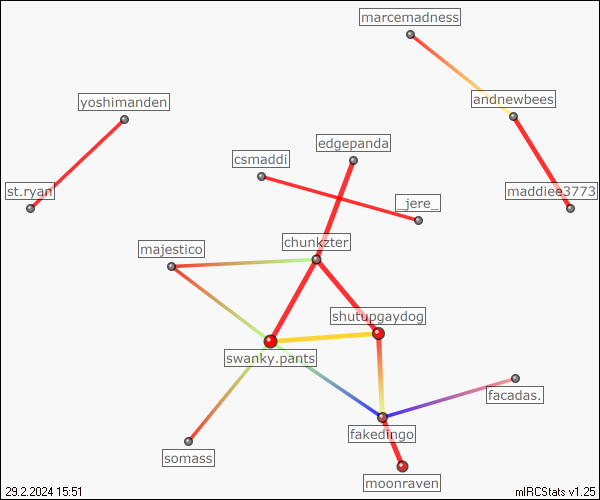 marcemadness
yoshimanden
andnewbees
edgepanda
csmaddi
st.ryan
maddiee3773
_jere_
chunkzter
majestico
shutupgaydog
swanky.pants
facadas.
fakedingo
somass
moonraven
29.2.2024 15:51
mIRCStats v1.25